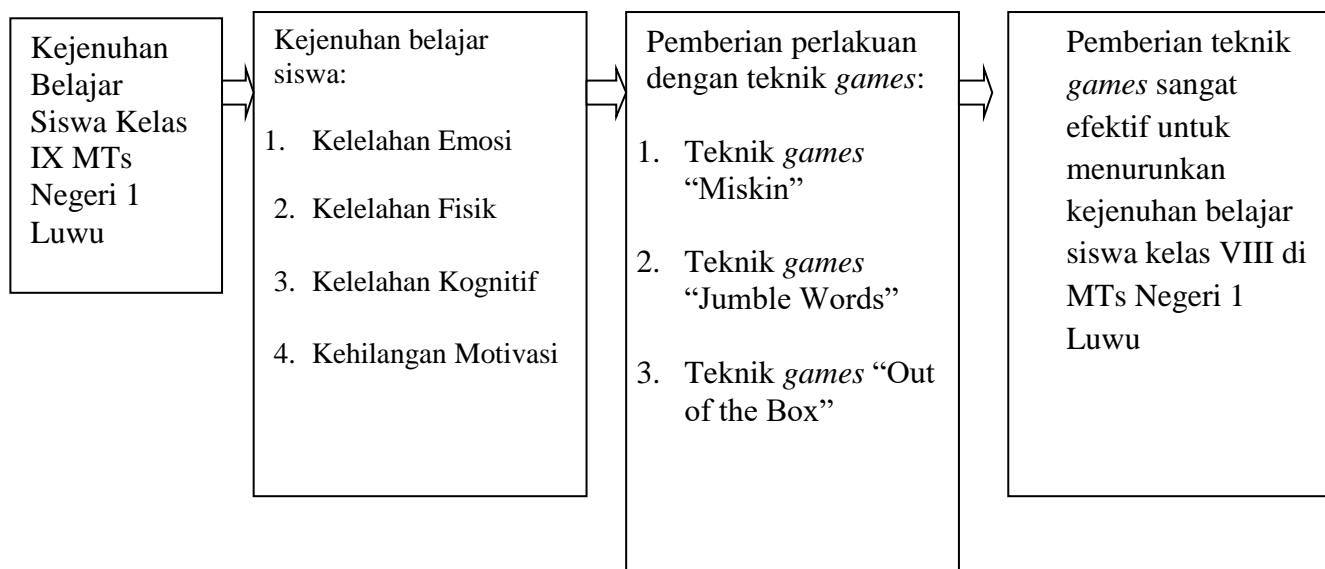 Kejenuhan
Belajar
Siswa Kelas
IX MTs
Negeri 1
Luwu
Kejenuhan belajar
siswa:
1. Kelelahan Emosi
2. Kelelahan Fisik
3. Kelelahan Kognitif
4. Kehilangan Motivasi
Pemberian perlakuan
dengan teknik games:
1. Teknik games
“Miskin”
2. Teknik games
“Jumble Words”
3. Teknik games “Out
of the Box”
Pemberian teknik
games sangat
efektif untuk
menurunkan
kejenuhan belajar
siswa kelas VIII di
MTs Negeri 1
Luwu